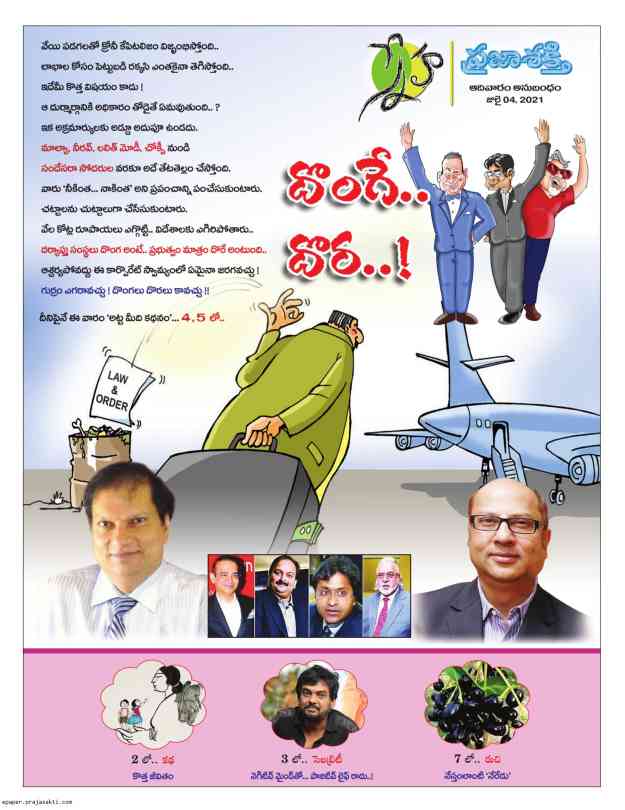 వేయి పడగలతో క్రోనీ కేపిటలిజం విజృంభిస్తోంది..
లాభాల కోసం పెట్టుబడి రక్కసి ఎంతకైనా తెగిస్తోంది..
ఇదేమీ కొత్త విషయం కాదు !
ఆ దుర్మార్గానికి అధికారం తోడైతే ఏమవుతుంది.. ?
ఇక అక్రమార్కులకు అడ్డూ అదుపూ ఉండదు.
మాల్యా, నీరవ్, లలిత్ మోడీ, చోక్సీ నుండి
సందేసరా సోదరుల వరకూ అదే తేటతెల్లం చేస్తోంది.
వారు 'నీకింత... నాకింత' అని ప్రపంచాన్ని పంచేసుకుంటారు.
చట్టాలను చుట్టాలుగా చేసేసుకుంటారు.
వేల కోట్ల రూపాయలు ఎగ్గొట్టి.. విదేశాలకు ఎగిరిపోతారు..
దర్యాప్తు సంస్థలు దొంగ అంటే.. ప్రభుత్వం మాత్రం దొరే అంటుంది..
ఆశ్చర్యపోవద్దు ఈ కార్పొరేట్ స్వామ్యంలో ఏమైనా జరగవచ్చు !
గుర్రం ఎగరావచ్చు ! దొంగలు దొరలు కావచ్చు !!
దీనిపైనే ఈ వారం 'అట్ట మీది కథనం'... 4, 5 లో..
స్నేహ
ప్రజాశక్తి
ఆదివారం అనుబంధం
జులై 04, 2021
దొంగే..
దొర..!
LAW
&
ORDER
2 లో.. కథ
కొత్త జీవితం
3 లో.. సెలబ్రిటీ
నెగిటివ్ మైండ్‌తో... పాజిటివ్ లైఫ్ రాదు..!
7 లో.. రుచి
నేస్తంలాంటి 'నేరేడు'
epaper.prajasakti.com